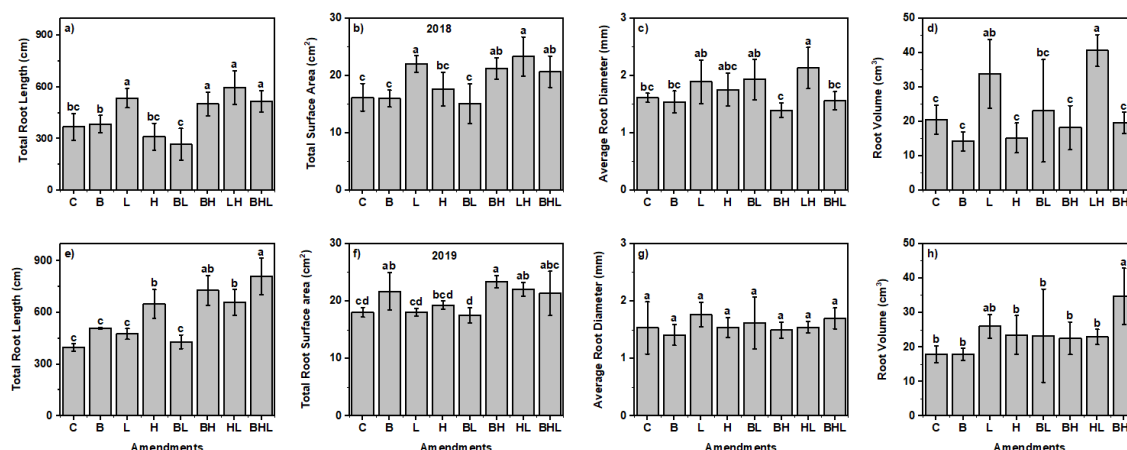 a)
Total Root Length (cm)
900
600
300
0
bc
b
a
bc
c
a
a
a
C B L H BL BH LH BHL
b)
2018
Total Surface Area (cm²)
30
20
10
0
c
c
a
bc
c
ab
a
ab
C B L H BL BH LH BHL
c)
Average Root Diameter (mm)
3
2
1
0
bc
c
ab
abc
ab
c
a
bc
C B L H BL BH LH BHL
d)
Root Volume (cm³)
50
40
30
20
10
0
c
c
ab
c
bc
c
a
c
C B L H BL BH LH BH
e)
Total Root Length (cm)
900
600
300
0
c
c
c
b
c
ab
b
a
C B L H BL BH HL BHL
Amendments
f)
2019
Total Root Surface area (cm²)
30
20
10
0
cd
ab
cd
bcd
d
a
ab
abc
C B L H BL BH HL BHL
Amendments
g)
Average Root Diameter (mm)
3
2
1
0
a
a
a
a
a
a
a
a
C B L H BL BH HL BHL
Amendments
h)
Root Volume (cm³)
50
40
30
20
10
0
b
b
ab
b
b
b
b
a
C B L H BL BH HL BH
Amendments